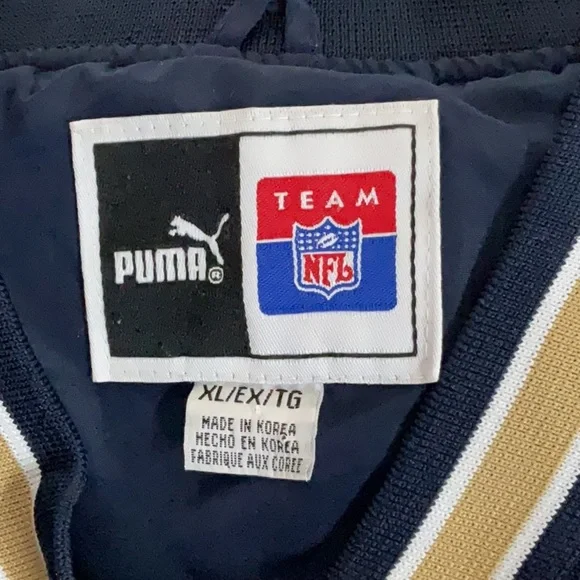 PUMA®
TEAM
NFL
XL/EX/TG
MADE IN KOREA
HECHO EN KOREA
FABRIQUE AUX COREE